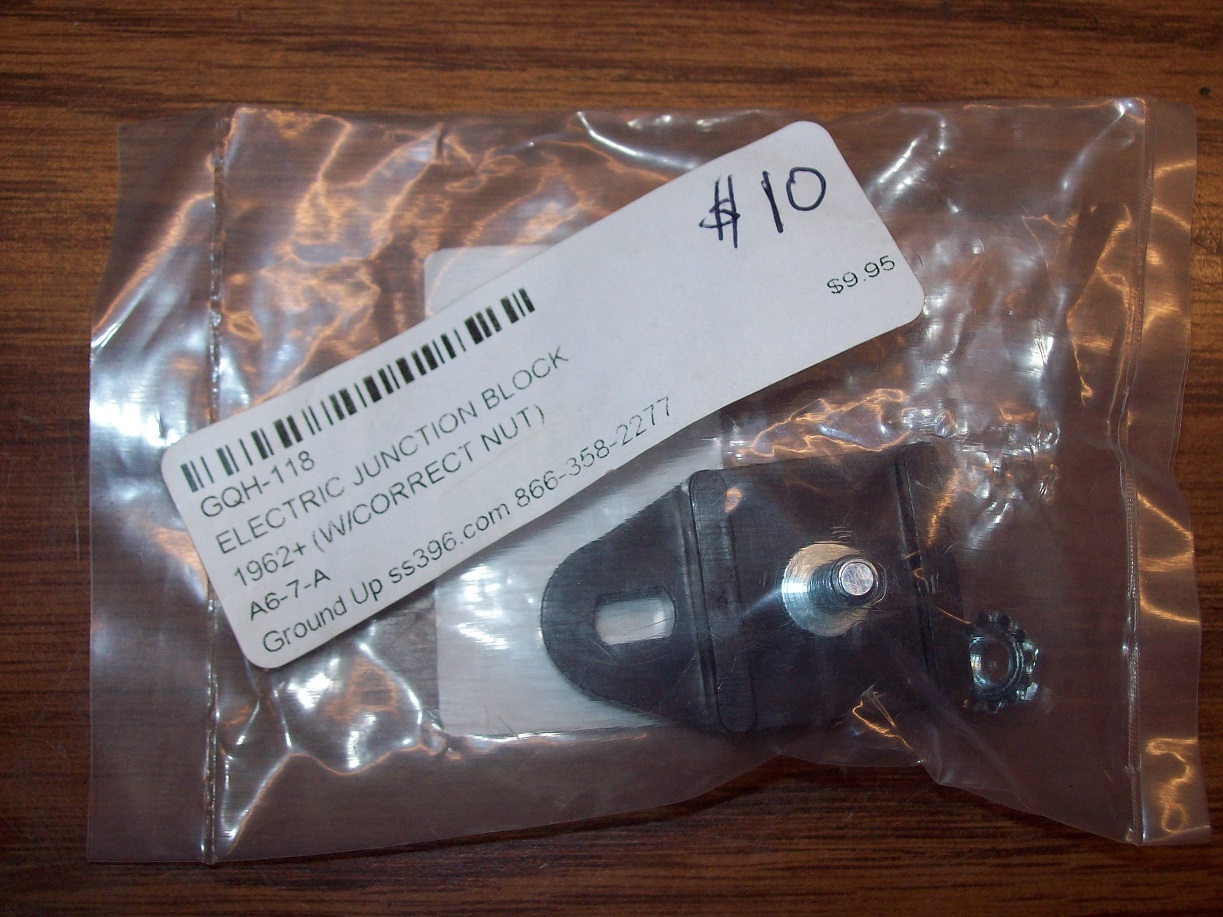 $10
$9.95
GQH-118
ELECTRIC JUNCTION BLOCK
1962+ (W/CORRECT NUT)
A6-7-A
Ground Up ss396.com 866-358-2277